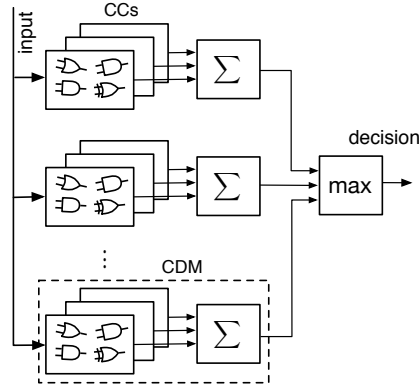 input
CCs
Σ
decision
Σ
max
⋮
CDM
Σ